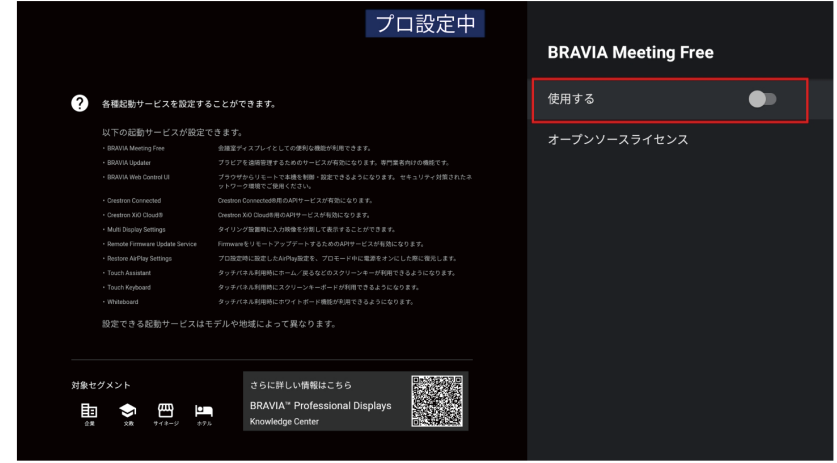 プロ設定中
BRAVIA Meeting Free
使用する
オープンソースライセンス
? 各種起動サービスを設定することができます。
以下の起動サービスが設定できます。
・BRAVIA Meeting Free 会議室ディスプレイとしての便利な機能が利用できます。
・BRAVIA Updater ブラビアを遠隔管理するためのサービスが有効になります。専門業者向けの機能です。
・BRAVIA Web Control UI ブラウザからリモートで本機を制御・設定できるようになります。 セキュリティ対策されたネ
ットワーク環境でご使用ください。
・Crestron Connected Crestron Connected®用のAPIサービスが有効になります。
・Crestron XiO Cloud® Crestron XiO Cloud®用のAPIサービスが有効になります。
・Multi Display Settings タイリング設置時に入力映像を分割して表示することができます。
・Remote Firmware Update Service Firmwareをリモートアップデートするための APIサービスが有効になります。
・Restore AirPlay Settings プロ設定時に設定したAirPlay設定を、プロモード中に電源をオンにした際に復元します。
・Touch Assistant タッチパネル利用時にホーム／戻るなどのスクリーンキーが利用できるようになります。
・Touch Keyboard タッチパネル利用時にスクリーンキーボードが利用できるようになります。
・Whiteboard タッチパネル利用時にホワイトボード機能が利用できるようになります。
設定できる起動サービスはモデルや地域によって異なります。
対象セグメント
企業 文教 サイネージ ホテル
さらに詳しい情報はこちら
BRAVIA™ Professional Displays
Knowledge Center